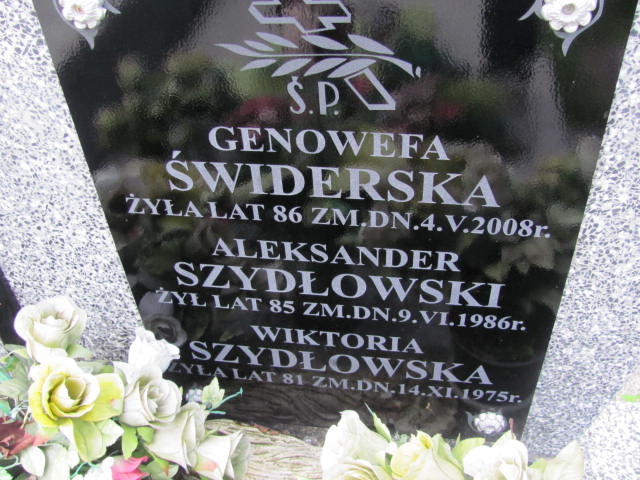 Ś.P.
GENOWEFA
ŚWIDERSKA
ŻYŁA LAT 86 ZM.DN.4.V.2008r.
ALEKSANDER
SZYDŁOWSKI
ŻYŁ LAT 85 ZM.DN.9.VI.1986r.
WIKTORIA
SZYDŁOWSKA
ŻYŁA LAT 81 ZM.DN.14.XI.1975r.